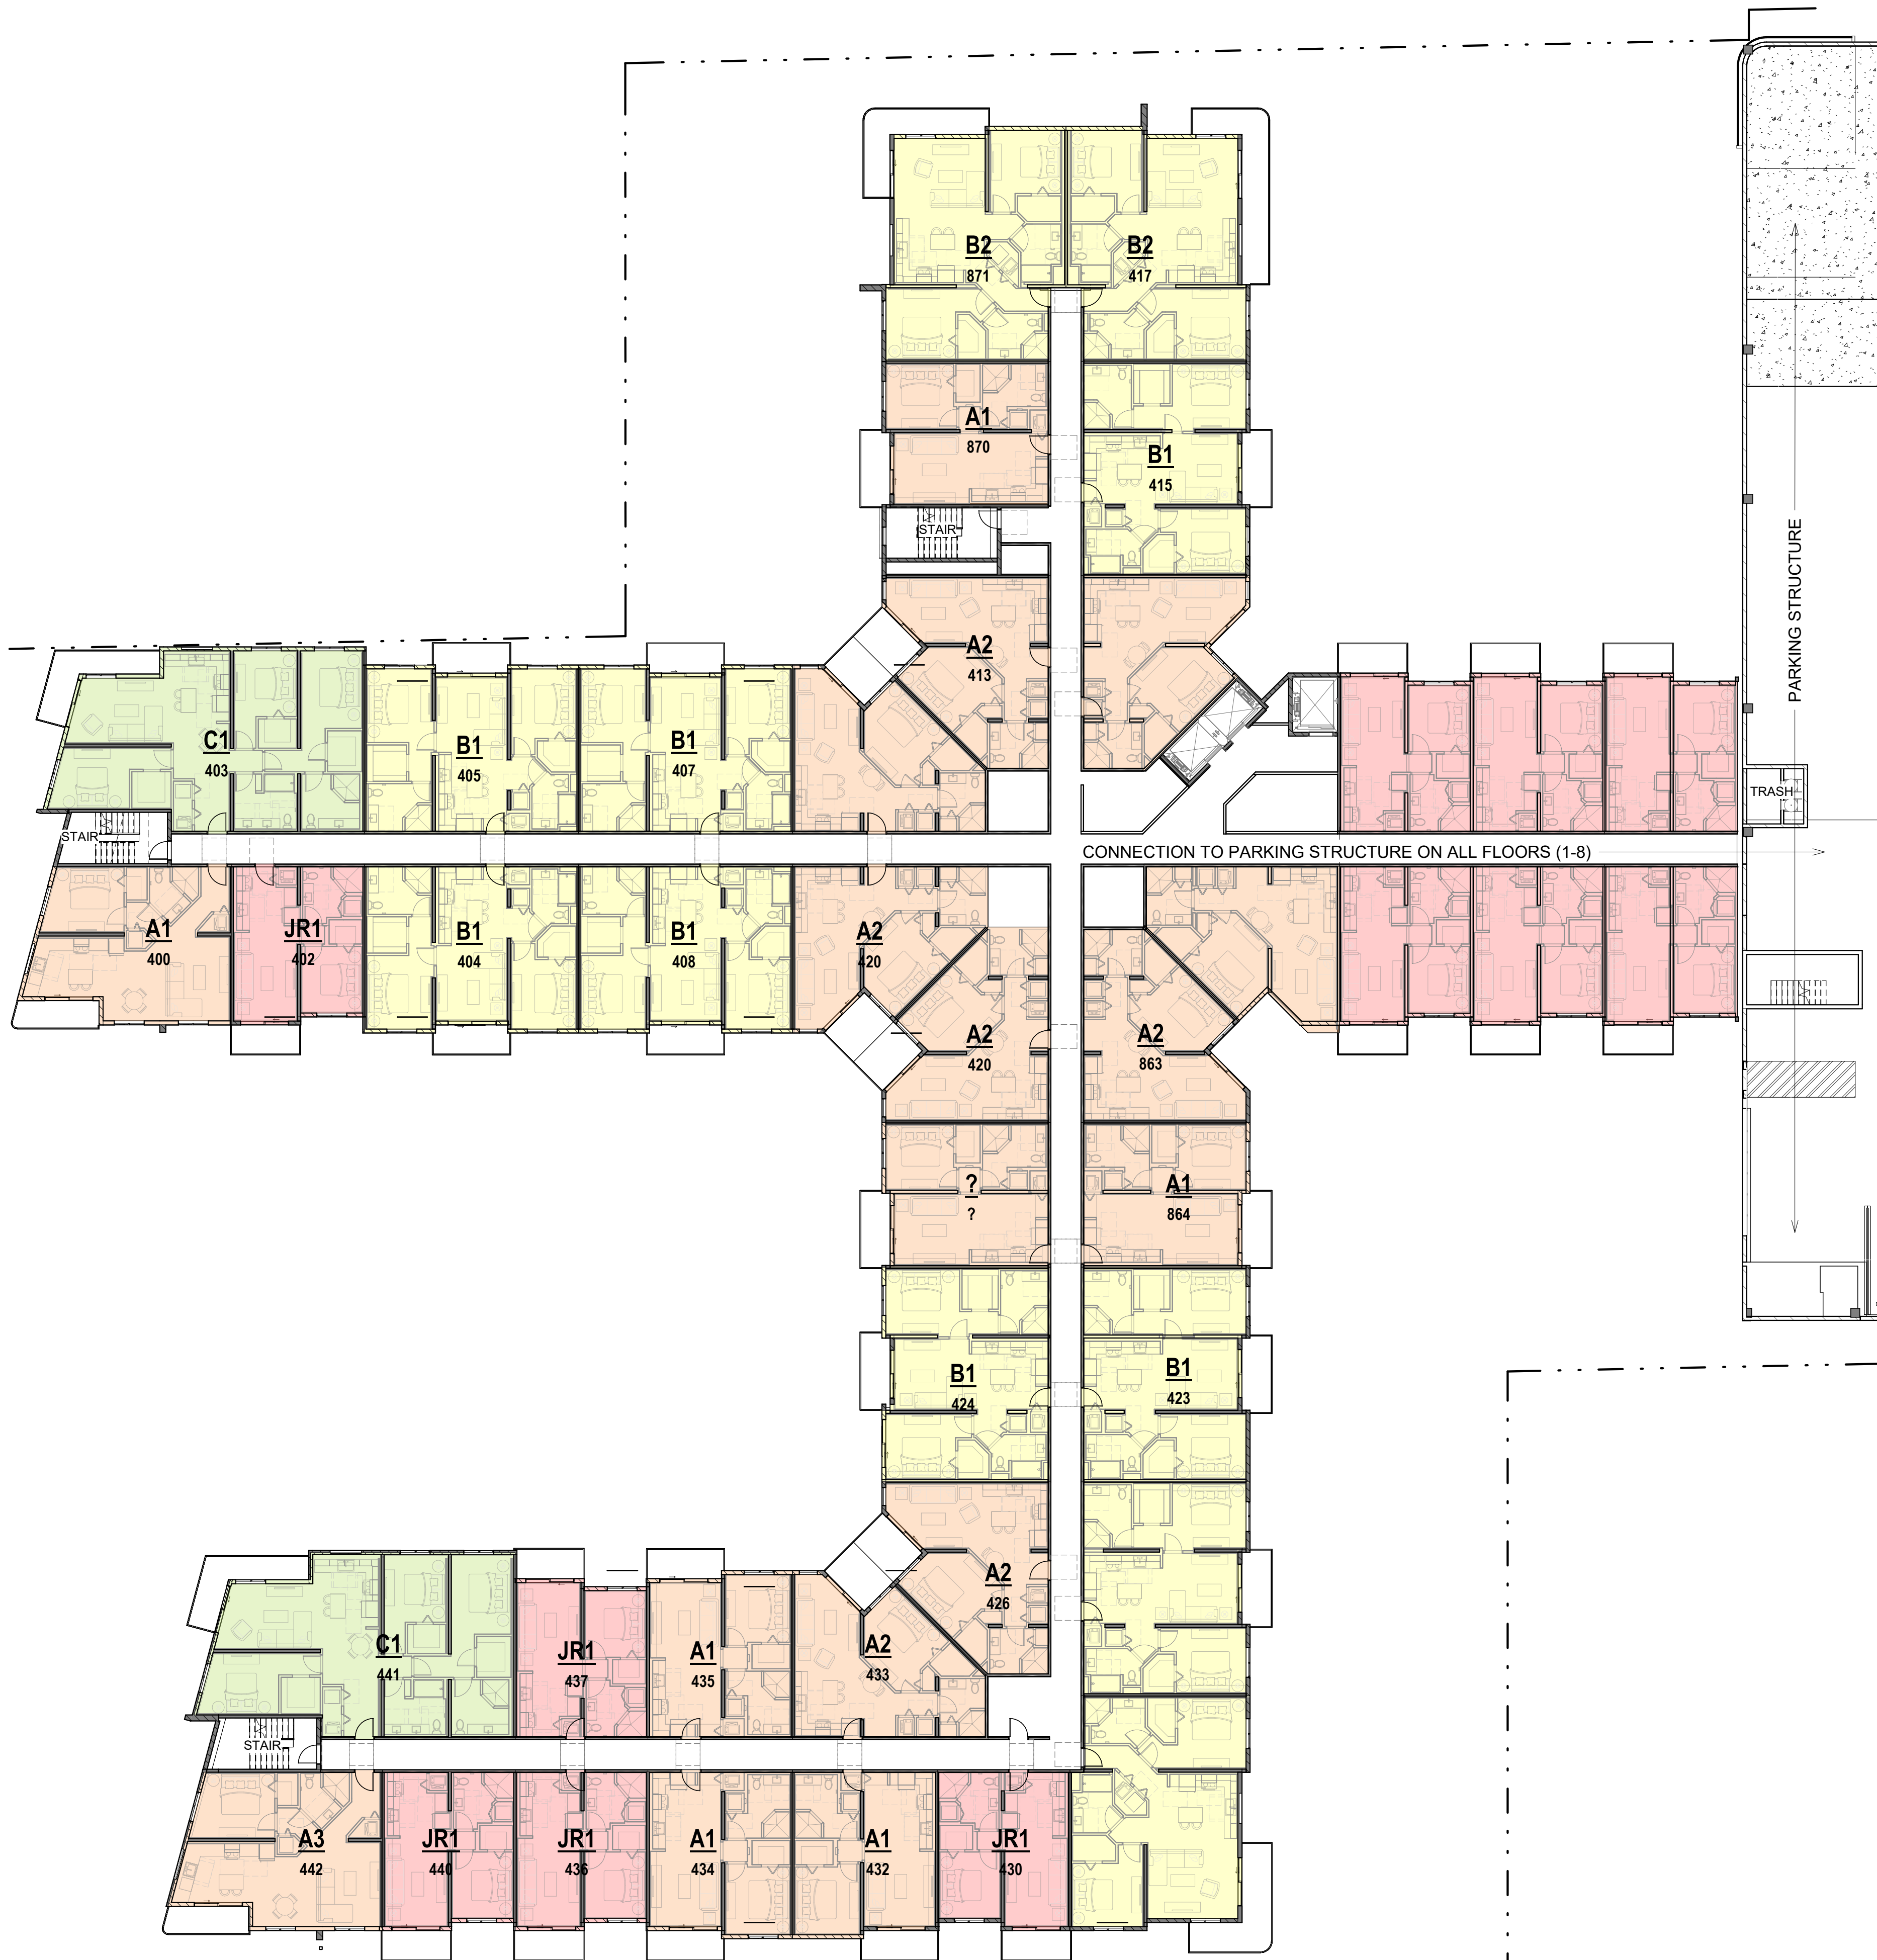 B2
871
B2
417
A1
870
B1
415
STAIR
PARKING STRUCTURE
A2
413
C1
403
B1
405
B1
407
TRASH
STAIR
CONNECTION TO PARKING STRUCTURE ON ALL FLOORS (1-8)
A1
400
JR1
402
B1
404
B1
408
A2
420
A2
420
A2
863
?
?
A1
864
B1
424
B1
423
A2
426
C1
441
JR1
437
A1
435
A2
433
STAIR
A3
442
JR1
440
JR1
436
A1
434
A1
432
JR1
430